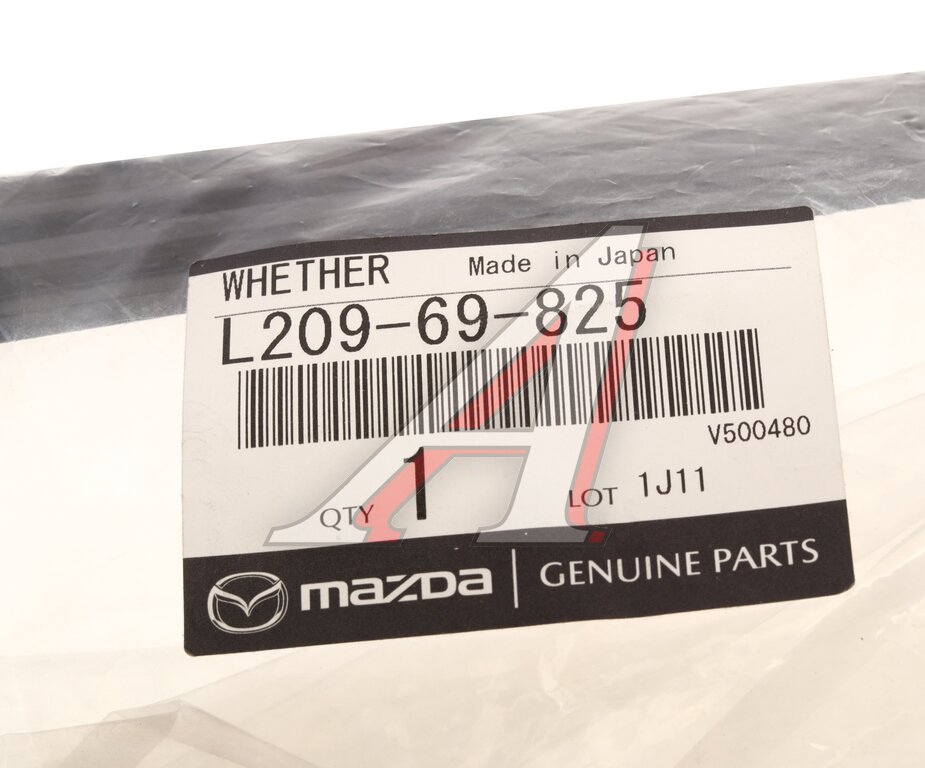 WHETHER Made in Japan
L209-69-825
V500480
QTY 1 LOT 1J11
mazda GENUINE PARTS